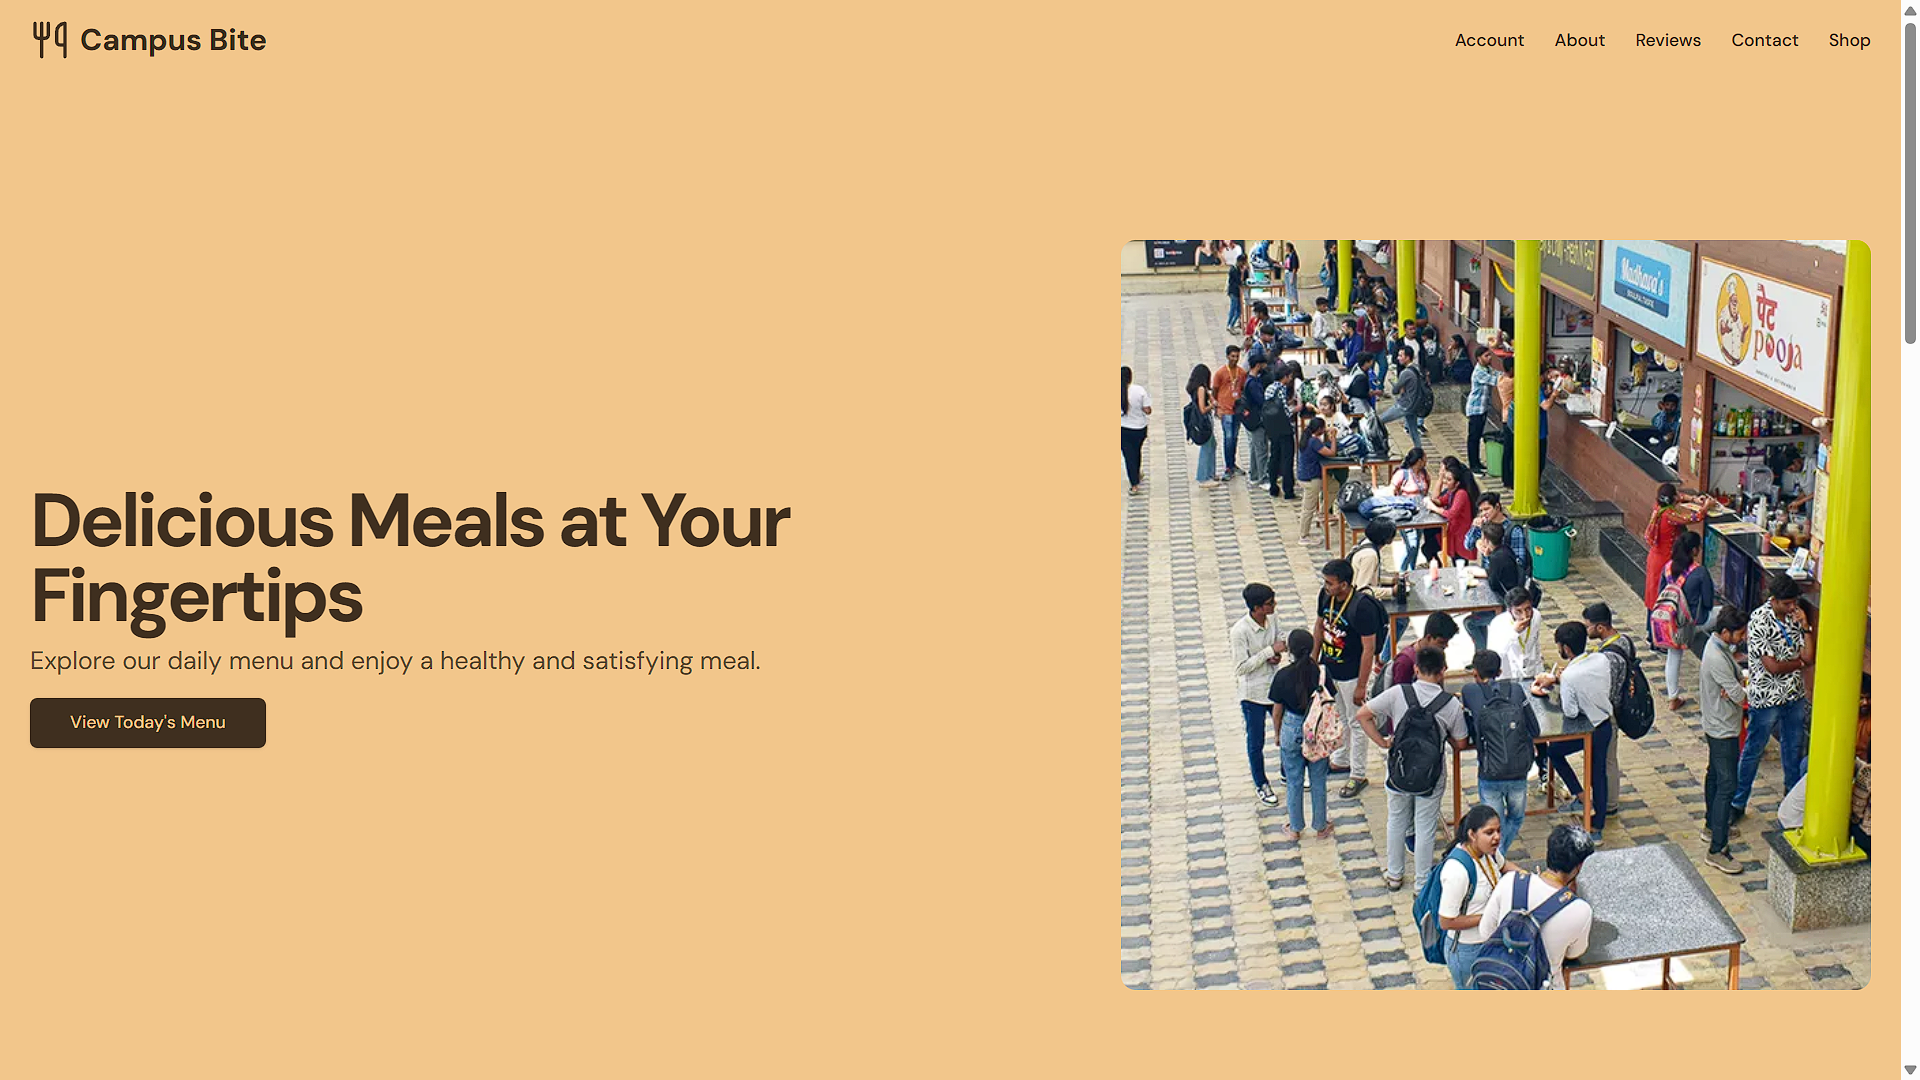 Campus Bite
Account
About
Reviews
Contact
Shop
Delicious Meals at Your
Fingertips
Explore our daily menu and enjoy a healthy and satisfying meal.
View Today's Menu
Madhana's
पेट
pooja